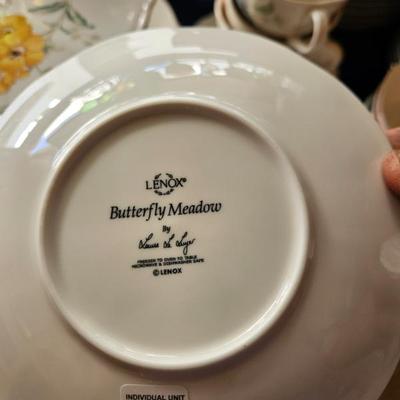 LENOX®
Butterfly Meadow
By
FREEZER TO OVEN TO TABLE
MICROWAVE & DISHWASHER SAFE
© LENOX
INDIVIDUAL UNIT